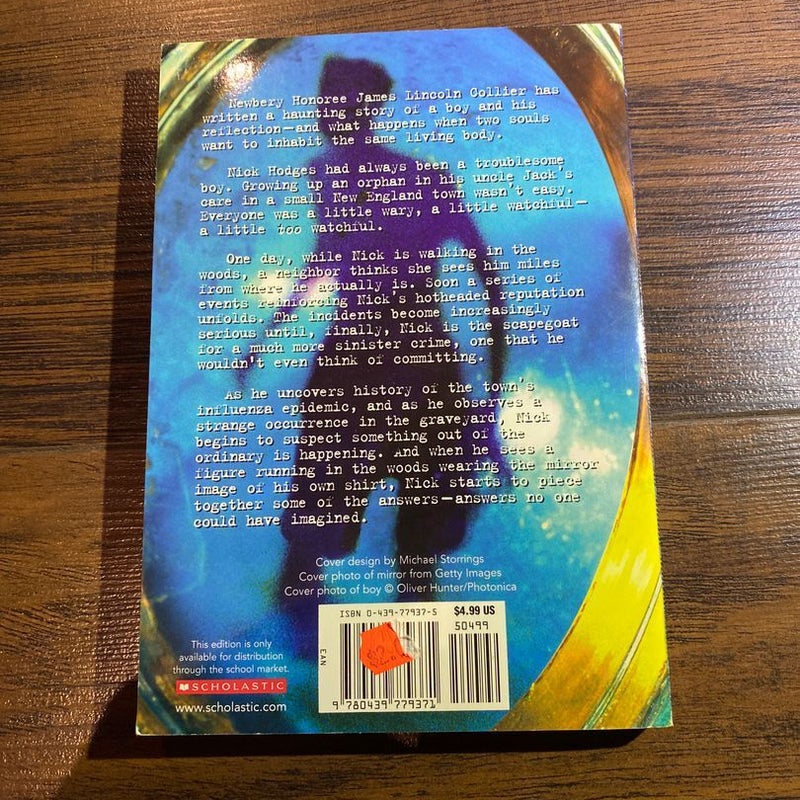 Newbery Honoree James Lincoln Collier has
written a haunting story of a boy and his
reflection—and what happens when two souls
want to inhabit the same living body.
Nick Hodges had always been a troublesome
boy. Growing up an orphan in his uncle Jack's
care in a small New England town wasn't easy.
Everyone was a little wary, a little watchful—
a little too watchful.
One day, while Nick is walking in the
woods, a neighbor thinks she sees him miles
from where he actually is. Soon a series of
events reinforcing Nick's hotheaded reputation
unfolds. The incidents become increasingly
serious until, finally, Nick is the scapegoat
for a much more sinister crime, one that he
wouldn't even think of committing.
As he uncovers history of the town's
influenza epidemic, and as he observes a
strange occurrence in the graveyard, Nick
begins to suspect something out of the
ordinary is happening. And when he sees a
figure running in the woods wearing the mirror
image of his own shirt, Nick starts to piece
together some of the answers—answers no one
could have imagined.
Cover design by Michael Storrings
Cover photo of mirror from Getty Images
Cover photo of boy © Oliver Hunter/Photonica
This edition is only
available for distribution
through the school market.
SCHOLASTIC
www.scholastic.com
ISBN 0-439-77937-5
$4.99 US
50499
EAN
9 780439 779371